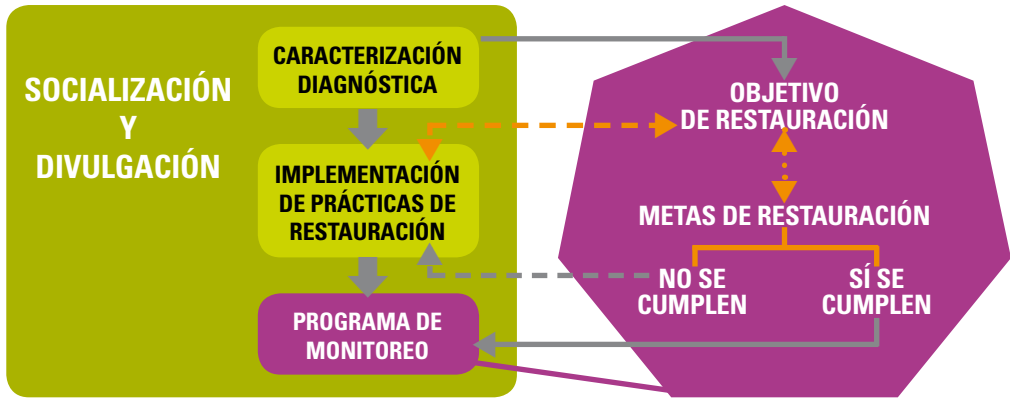 SOCIALIZACIÓN
Y
DIVULGACIÓN
CARACTERIZACIÓN
DIAGNÓSTICA
IMPLEMENTACIÓN
DE PRÁCTICAS DE
RESTAURACIÓN
PROGRAMA DE
MONITOREO
OBJETIVO
DE RESTAURACIÓN
METAS DE RESTAURACIÓN
NO SE
CUMPLEN
SÍ SE
CUMPLEN